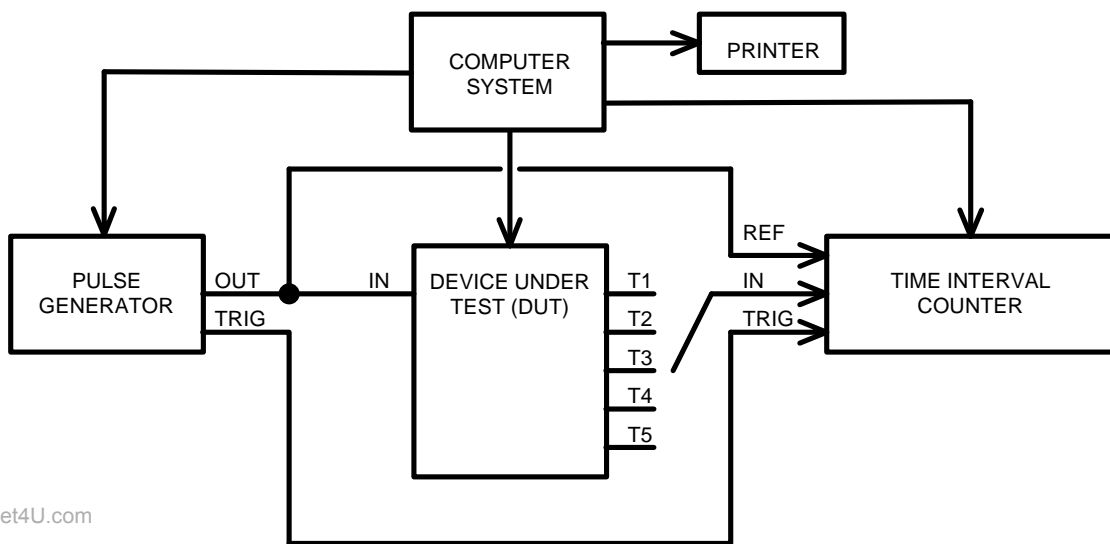 COMPUTER
SYSTEM
PRINTER
PULSE
GENERATOR
OUT
TRIG
IN
DEVICE UNDER
TEST (DUT)
T1
T2
T3
T4
T5
REF
IN
TRIG
TIME INTERVAL
COUNTER
et4U.com